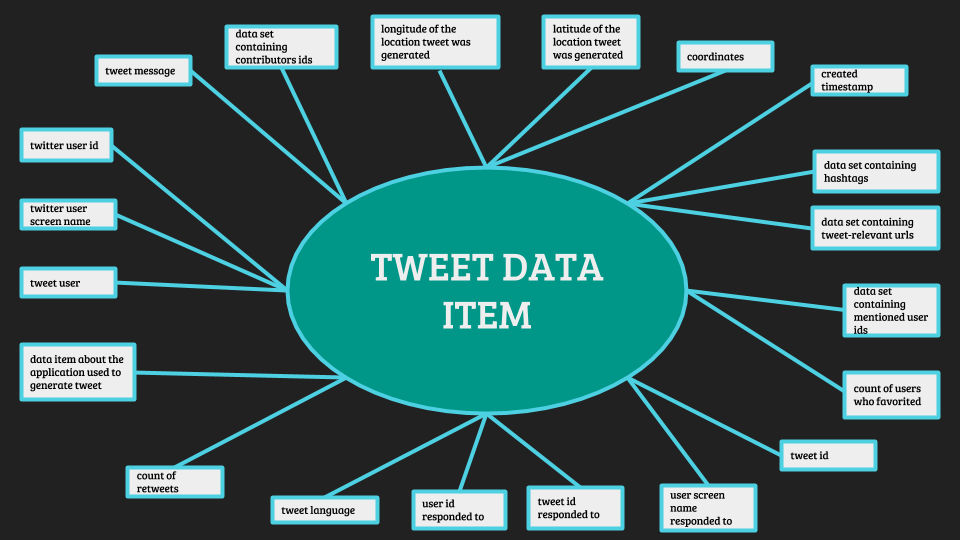 data set
containing
contributors ids
longitude of the
location tweet was
generated
latitude of the
location tweet
was generated
coordinates
tweet message
created
timestamp
twitter user id
data set containing
hashtags
twitter user
screen name
data set containing
tweet-relevant urls
TWEET DATA
ITEM
tweet user
data set
containing
mentioned user
ids
data item about the
application used to
generate tweet
count of users
who favorited
tweet id
count of
retweets
tweet language
user id
responded to
tweet id
responded to
user screen
name
responded to